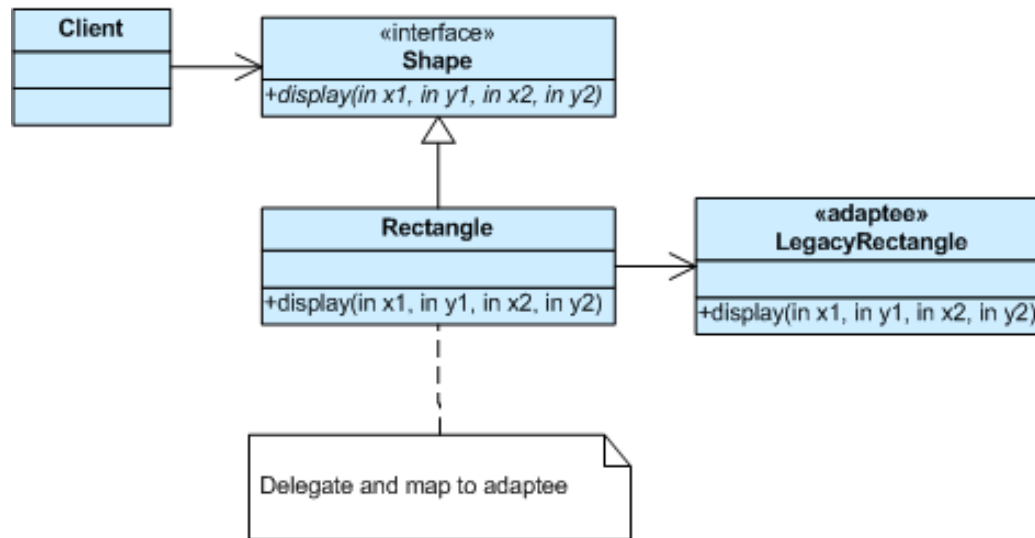 Client
«interface»
Shape
+display(in x1, in y1, in x2, in y2)
Rectangle
+display(in x1, in y1, in x2, in y2)
«adaptee»
LegacyRectangle
+display(in x1, in y1, in x2, in y2)
Delegate and map to adaptee